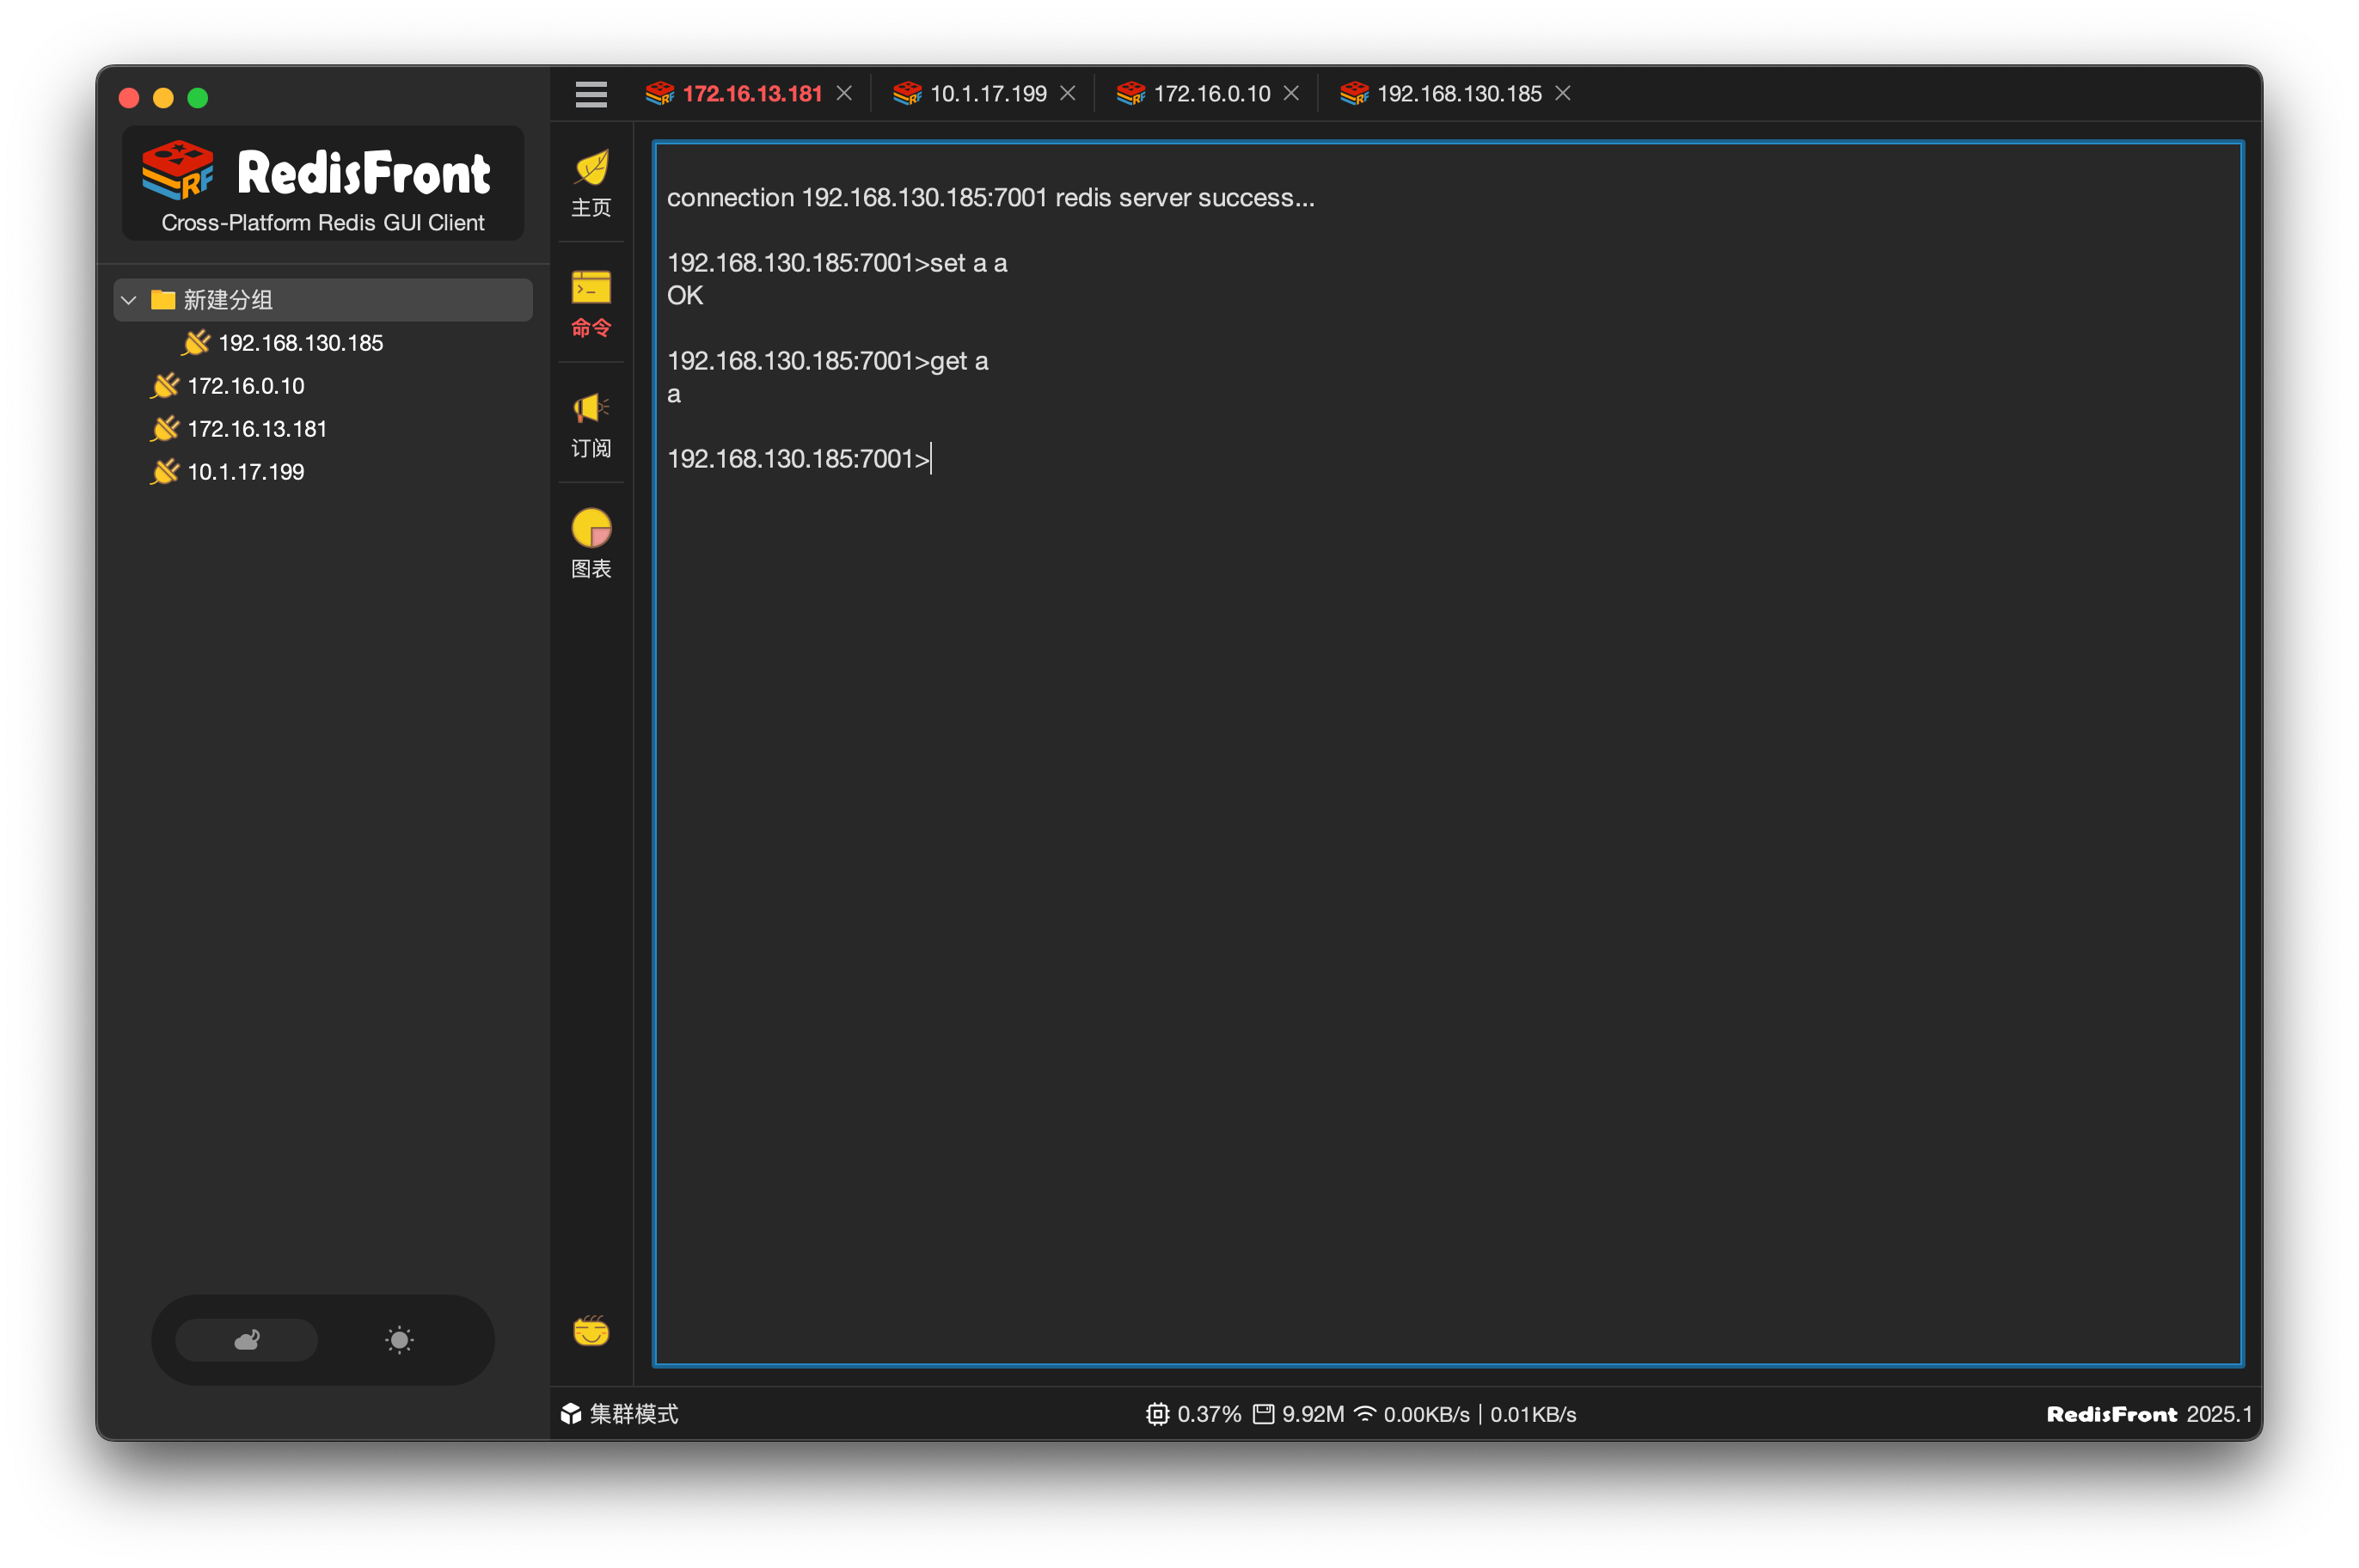 RedisFront
Cross-Platform Redis GUI Client
新建分组
192.168.130.185
172.16.0.10
172.16.13.181
10.1.17.199
172.16.13.181
10.1.17.199
172.16.0.10
192.168.130.185
主页
命令
订阅
图表
connection 192.168.130.185:7001 redis server success...
192.168.130.185:7001>set a a
OK
192.168.130.185:7001>get a
a
192.168.130.185:7001>
集群模式
0.37% 9.92M 0.00KB/s | 0.01KB/s
RedisFront 2025.1